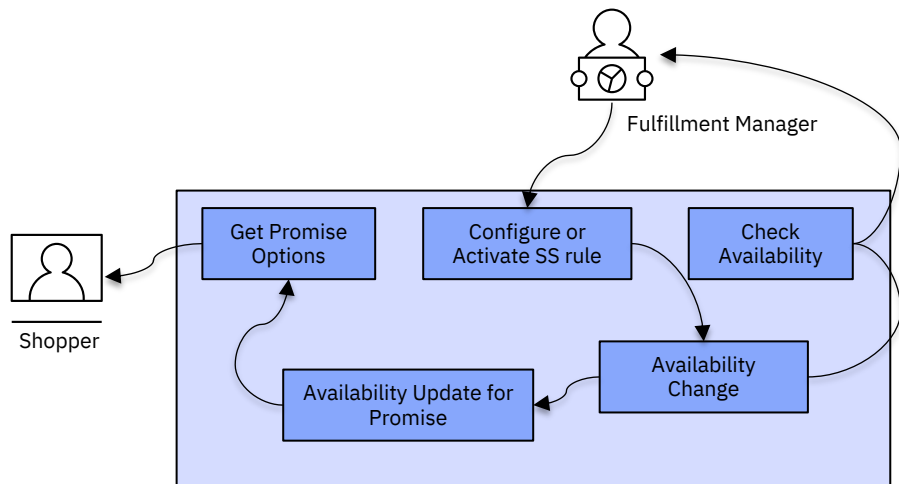 Fulfillment Manager
Get Promise
Options
Configure or
Activate SS rule
Check
Availability
Shopper
Availability Update for
Promise
Availability
Change